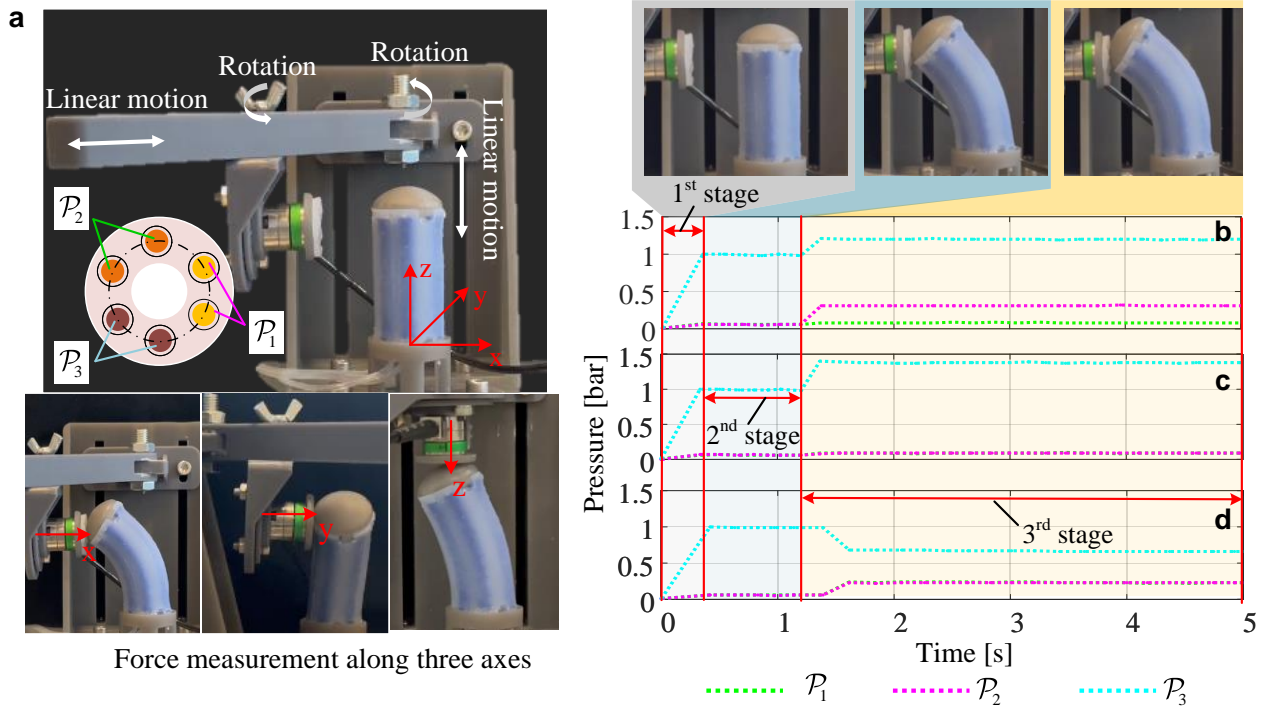 a
Rotation
Rotation
Linear motion
Linear motion
P₂
P₁
P₃
z
y
x
x
y
z
Force measurement along three axes
1st stage
b
1.5
1
0.5
0
c
1.5
1
0.5
0
2nd stage
d
1.5
1
0.5
0
3rd stage
Pressure [bar]
0 1 2 3 4 5
Time [s]
P₁ P₂ P₃